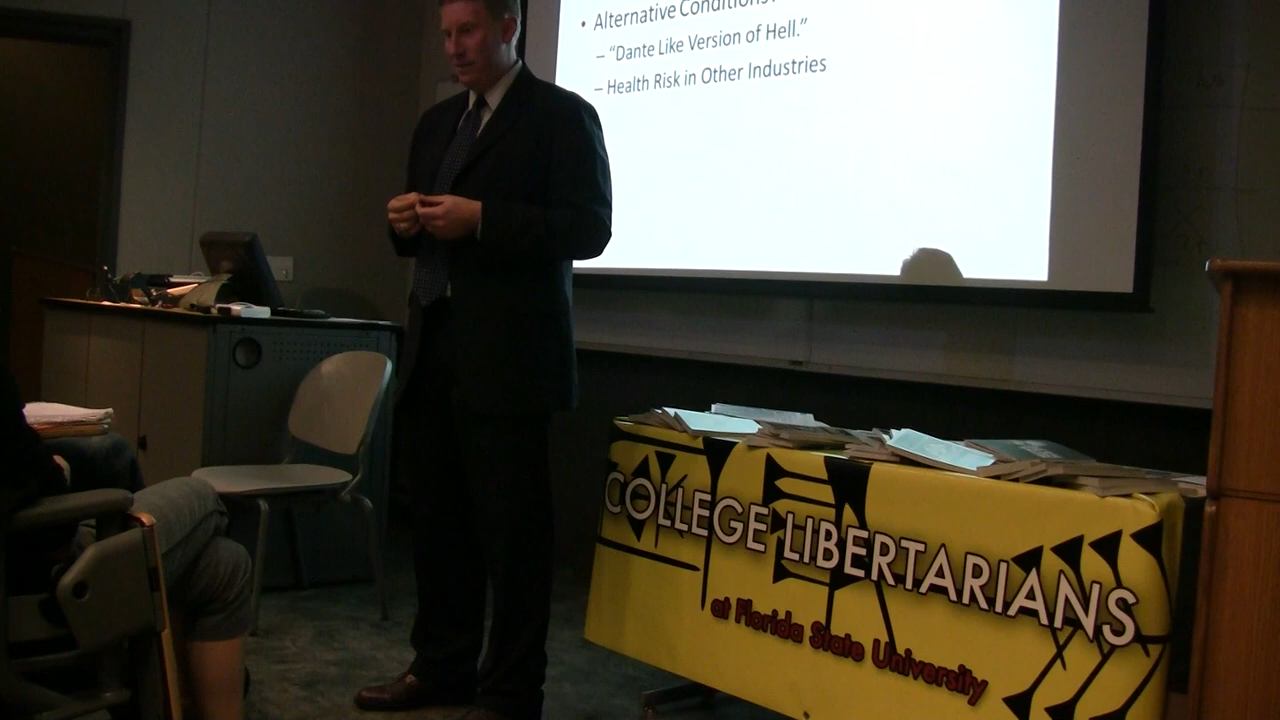 • Alternative Conditions?
– “Dante Like Version of Hell.”
– Health Risk in Other Industries
COLLEGE LIBERTARIANS
at Florida State University